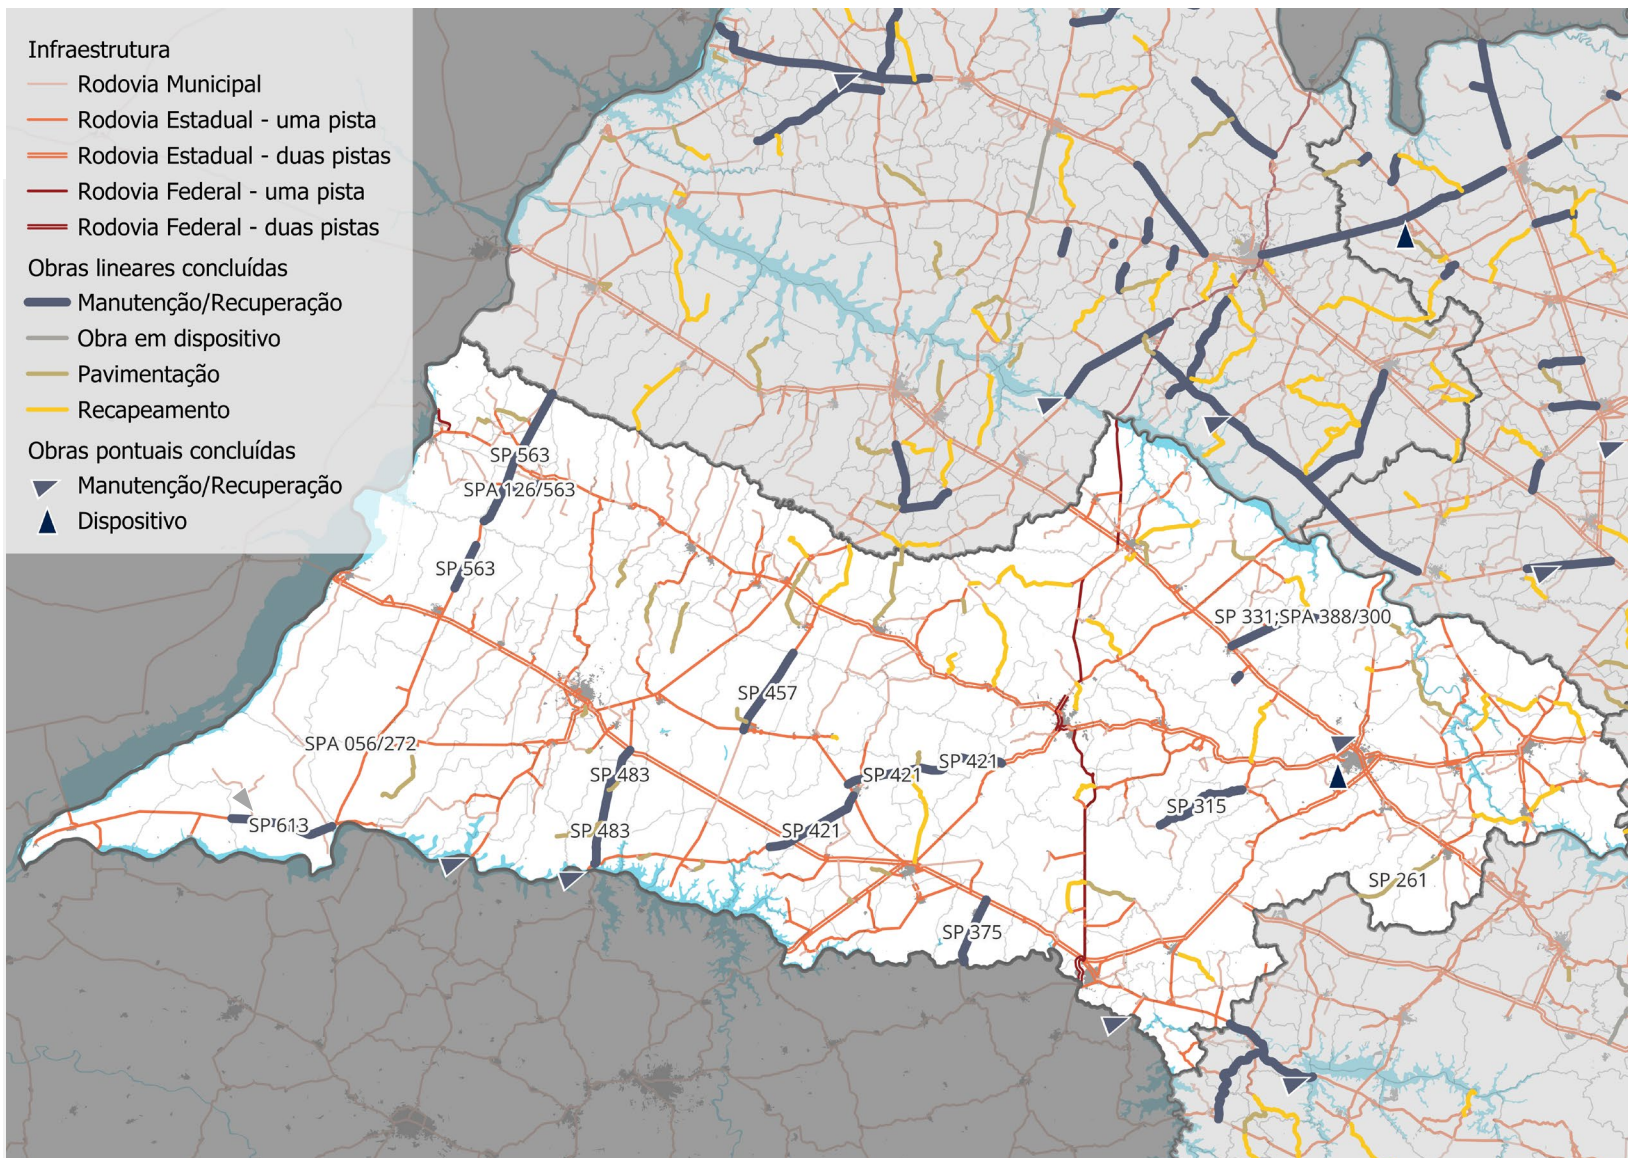 Infraestrutura
Rodovia Municipal
Rodovia Estadual - uma pista
Rodovia Estadual - duas pistas
Rodovia Federal - uma pista
Rodovia Federal - duas pistas
Obras lineares concluídas
Manutenção/Recuperação
Obra em dispositivo
Pavimentação
Recapeamento
Obras pontuais concluídas
Manutenção/Recuperação
Dispositivo
SP 563
SPA 126/563
SP 563
SP 331;SPA 388/300
SP 457
SPA 056/272
SP 483
SP 421
SP 421
SP 315
SP 613
SP 483
SP 421
SP 261
SP 375